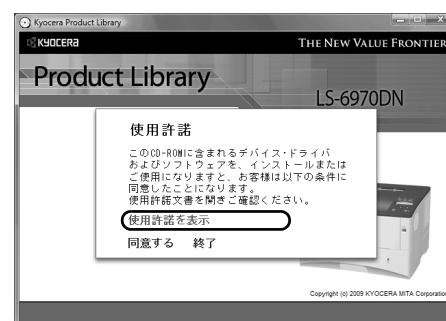 Kyocera Product Library
KYOCERA
THE NEW VALUE FRONTIER
Product Library
LS-6970DN
使用許諾
このCD-ROMに含まれるデバイス・ドライバ
およびソフトウェアを、インストールまたは
ご使用になりますと、お客様は以下の条件に
同意したことになります。
使用許諾文書を開きご確認ください。
使用許諾を表示
同意する 終了
Copyright (c) 2009 KYOCERA MITA Corporation